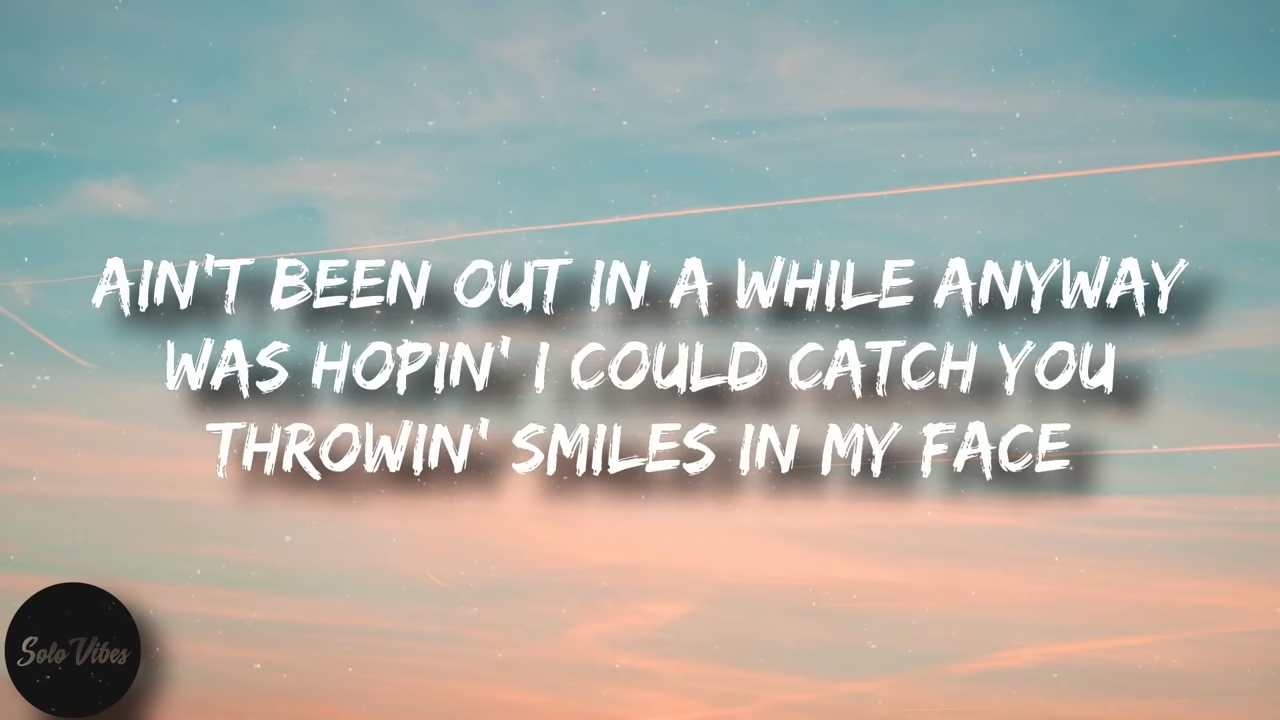 AIN'T BEEN OUT IN A WHILE ANYWAY
WAS HOPIN' I COULD CATCH YOU
THROWIN' SMILES IN MY FACE
Solo Vibes